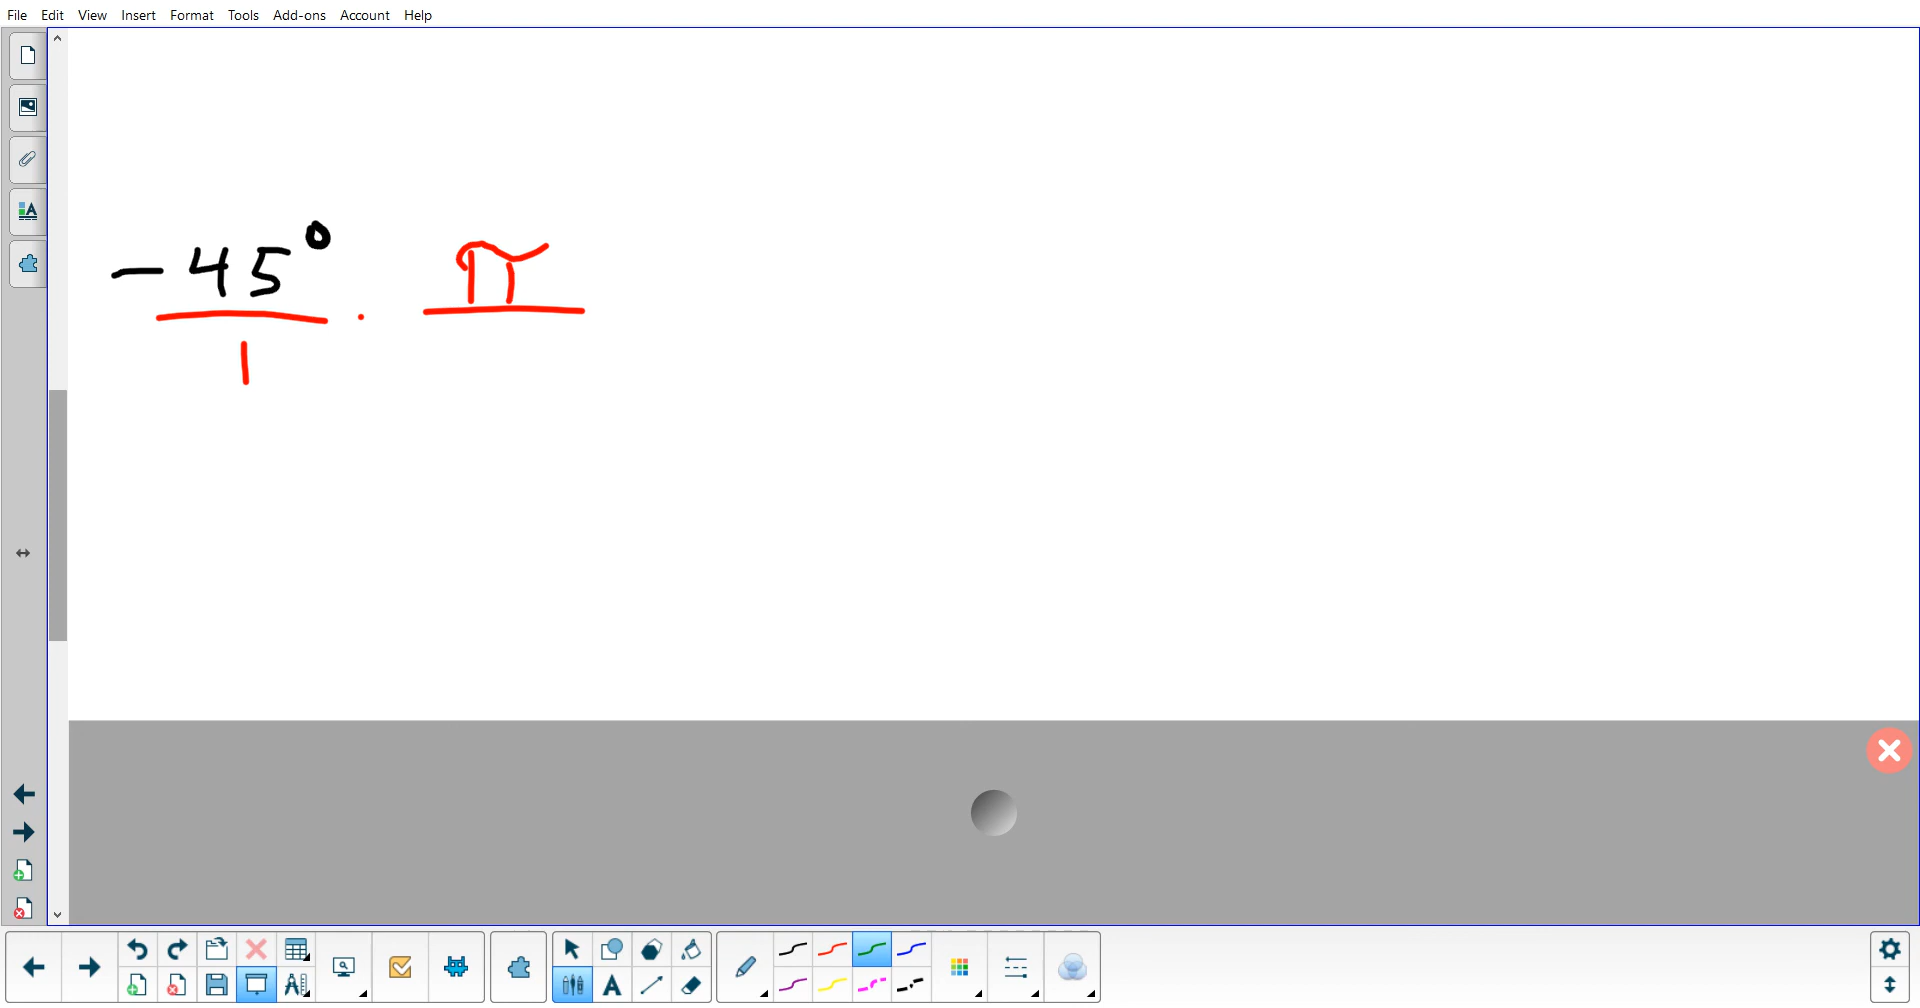 File Edit View Insert Format Tools Add-ons Account Help
-45° · π
1